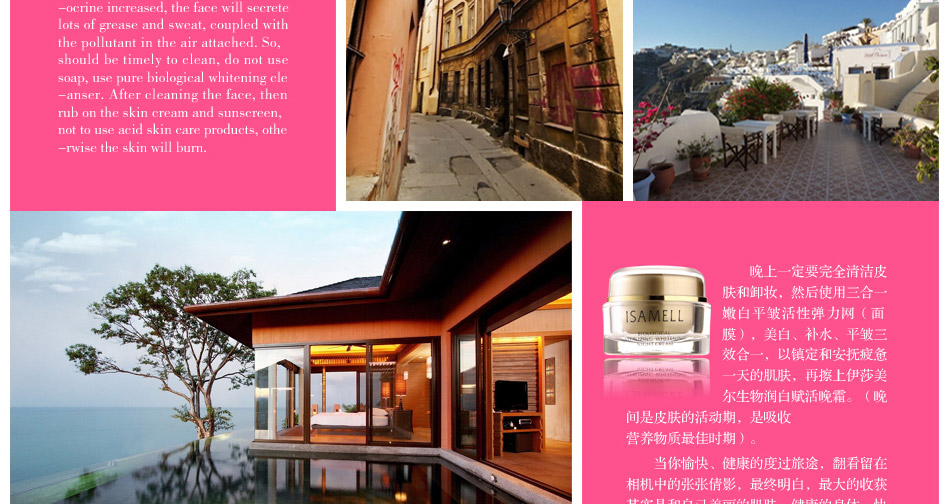 -ocrine increased, the face will secrete
lots of grease and sweat, coupled with
the pollutant in the air attached. So,
should be timely to clean, do not use
soap, use pure biological whitening cle
-anser. After cleaning the face, then
rub on the skin cream and sunscreen,
not to use acid skin care products, othe
-rwise the skin will burn.
ISAMELL
晚上一定要完全清洁皮
肤和卸妆，然后使用三合一
嫩白平皱活性弹力网（面
膜），美白、补水、平皱三
效合一，以镇定和安抚疲惫
一天的肌肤，再擦上伊莎美
尔生物润白赋活晚霜。（晚
间是皮肤的活动期，是吸收
营养物质最佳时期）。
当你愉快、健康的度过旅途，翻看留在
相机中的张张倩影，最终明白，最大的收获